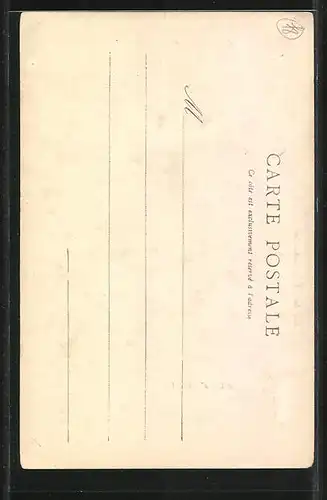 CARTE POSTALE
Ce côté est exclusivement réservé à l'adresse
M